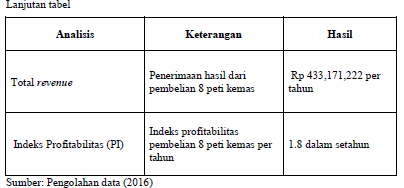 Lanjutan tabel
Analisis Keterangan Hasil
Total revenue
Penerimaan hasil dari
pembelian 8 peti kemas
Rp 433,171,222 per
tahun
Indeks Profitabilitas (PI)
Indeks profitabilitas
pembelian 8 peti kemas per
tahun
1.8 dalam setahun
Sumber: Pengolahan data (2016)